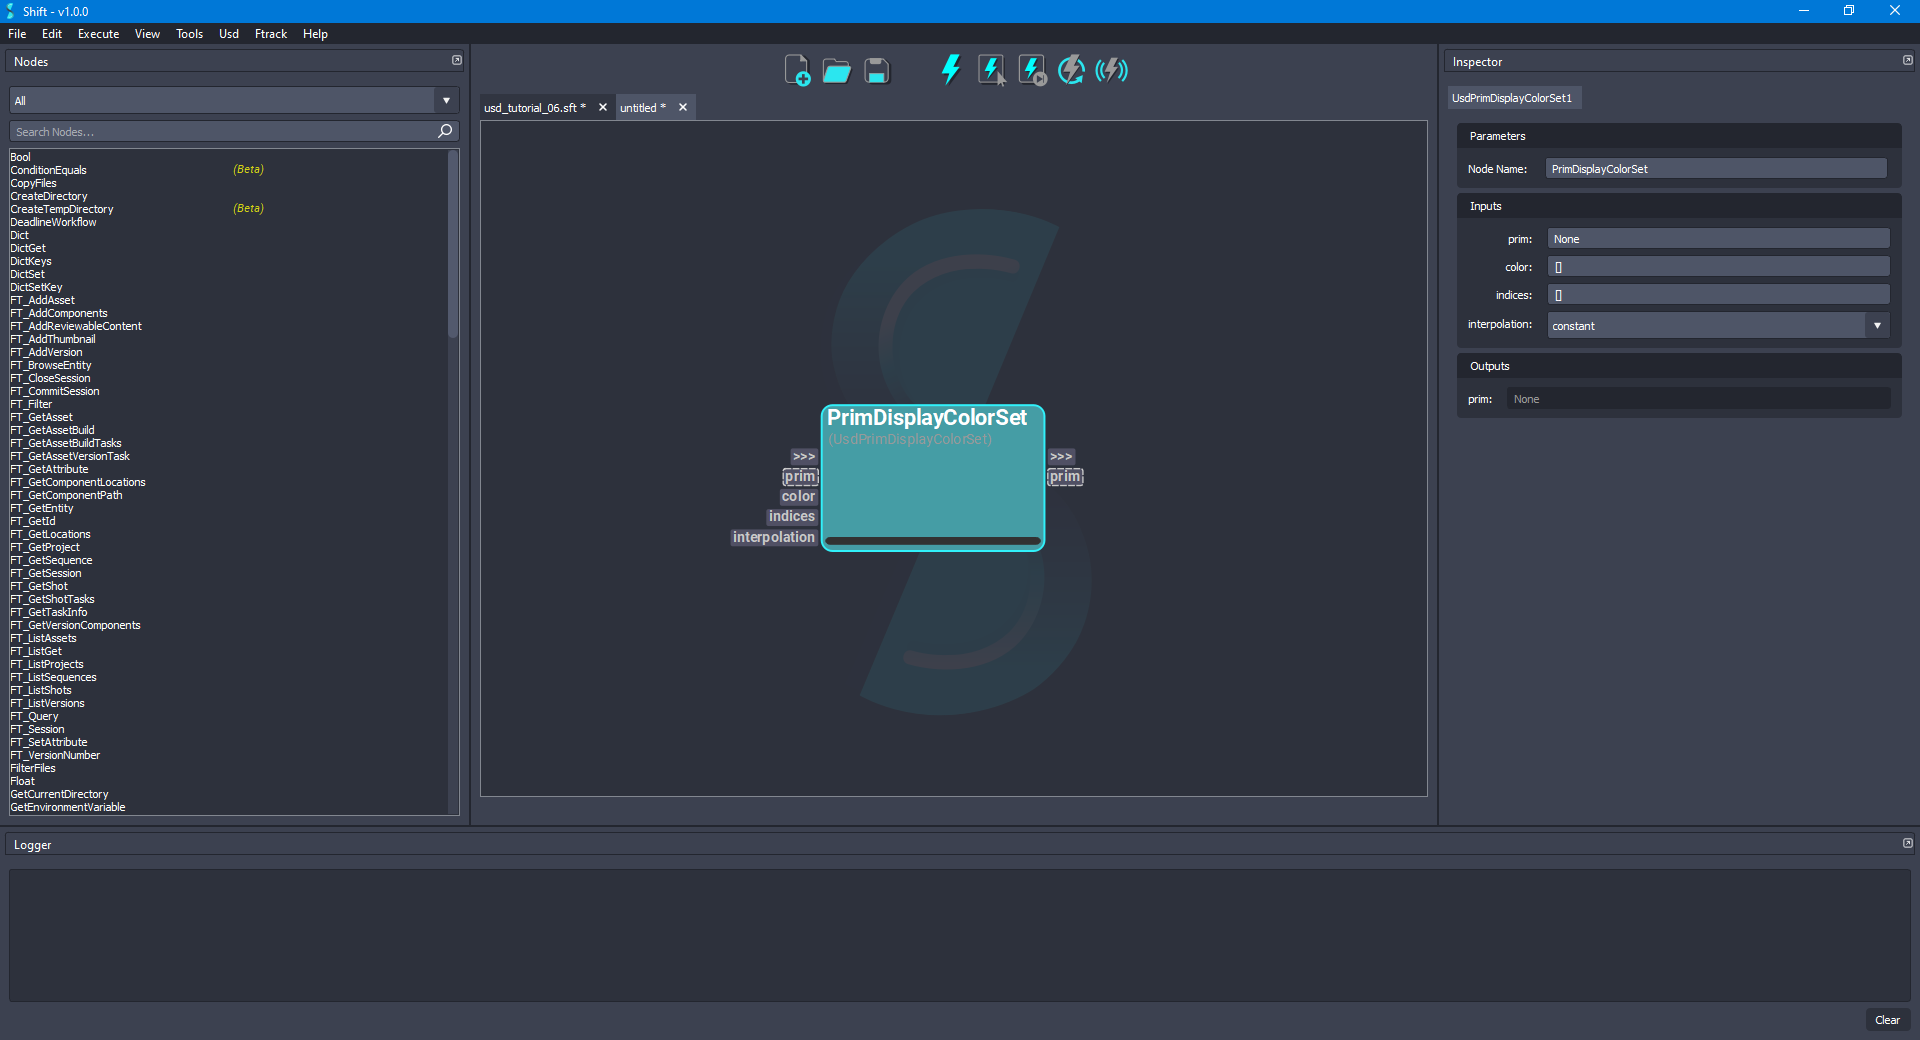 Shift - v1.0.0
File Edit Execute View Tools Usd Ftrack Help
Nodes
All
Search Nodes...
Bool
ConditionEquals (Beta)
CopyFiles
CreateDirectory
CreateTempDirectory (Beta)
DeadlineWorkflow
Dict
DictGet
DictKeys
DictSet
DictSetKey
FT_AddAsset
FT_AddComponents
FT_AddReviewableContent
FT_AddThumbnail
FT_AddVersion
FT_BrowseEntity
FT_CloseSession
FT_CommitSession
FT_Filter
FT_GetAsset
FT_GetAssetBuild
FT_GetAssetBuildTasks
FT_GetAssetVersionTask
FT_GetAttribute
FT_GetComponentLocations
FT_GetComponentPath
FT_GetEntity
FT_GetId
FT_GetLocations
FT_GetProject
FT_GetSequence
FT_GetSession
FT_GetShot
FT_GetShotTasks
FT_GetTaskInfo
FT_GetVersionComponents
FT_ListAssets
FT_ListGet
FT_ListProjects
FT_ListSequences
FT_ListShots
FT_ListVersions
FT_Query
FT_Session
FT_SetAttribute
FT_VersionNumber
FilterFiles
Float
GetCurrentDirectory
GetEnvironmentVariable
usd_tutorial_06.sft * untitled *
PrimDisplayColorSet
(UsdPrimDisplayColorSet)
>>> >>>
prim prim
color
indices
interpolation
Inspector
UsdPrimDisplayColorSet1
Parameters
Node Name: PrimDisplayColorSet
Inputs
prim: None
color: []
indices: []
interpolation: constant
Outputs
prim: None
Logger
Clear